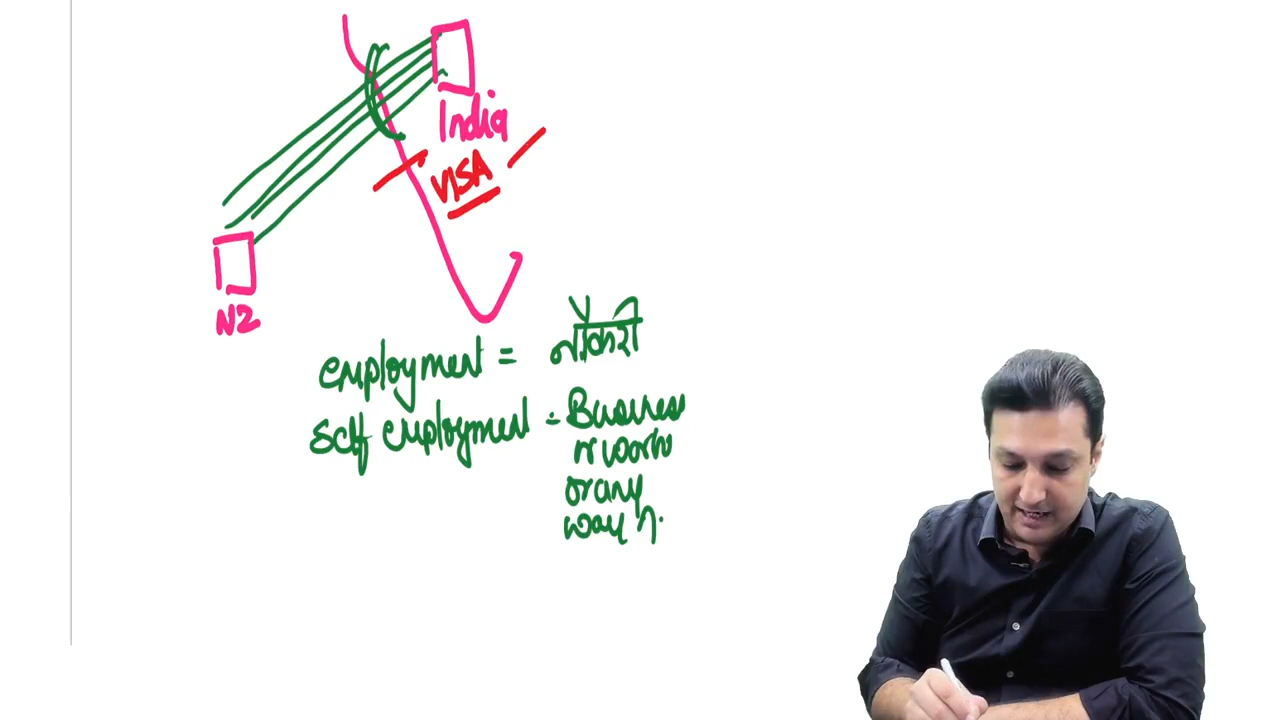 India
VISA
NZ
employment = नौकरी
self employment = Business
or work
or any
way